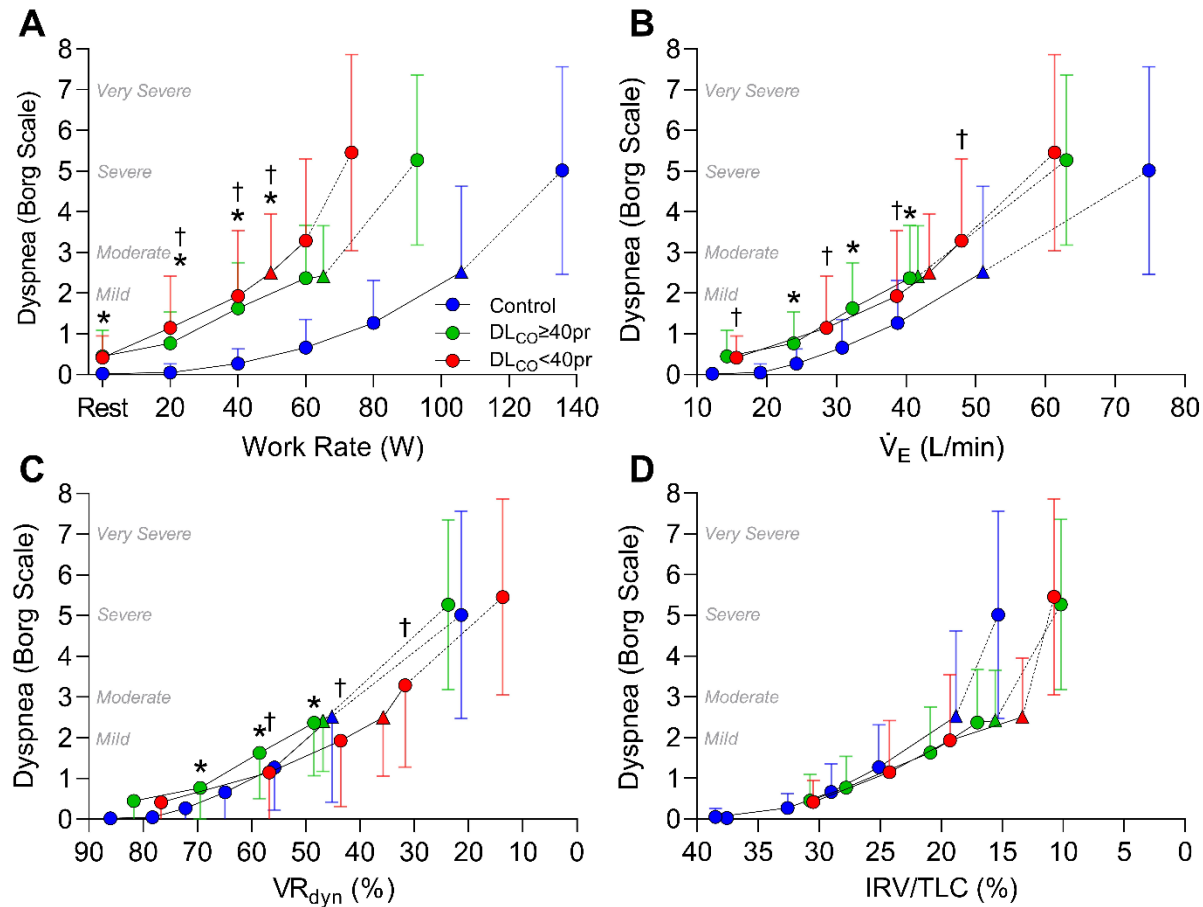 A
Dyspnea (Borg Scale)
8
7
6
5
4
3
2
1
0
Very Severe
Severe
Moderate
Mild
† * † * † *
*
Control
DLCO≥40pr
DLCO<40pr
Rest 20 40 60 80 100 120 140
Work Rate (W)
B
Dyspnea (Borg Scale)
8
7
6
5
4
3
2
1
0
Very Severe
Severe
Moderate
Mild
† * † * † * †
10 20 30 40 50 60 70 80
V̇E (L/min)
C
Dyspnea (Borg Scale)
8
7
6
5
4
3
2
1
0
Very Severe
Severe
Moderate
Mild
* * † * † †
90 80 70 60 50 40 30 20 10 0
VRdyn (%)
D
Dyspnea (Borg Scale)
8
7
6
5
4
3
2
1
0
Very Severe
Severe
Moderate
Mild
40 35 30 25 20 15 10 5 0
IRV/TLC (%)